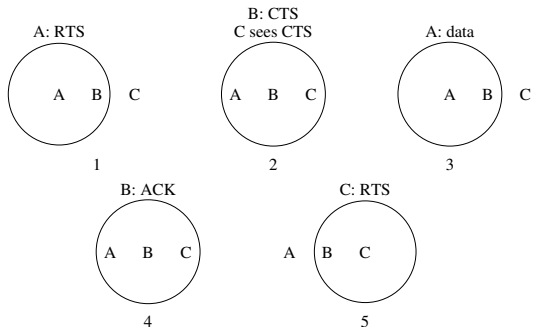 A: RTS
A B C
1
B: CTS
C sees CTS
A B C
2
A: data
A B C
3
B: ACK
A B C
4
C: RTS
A B C
5